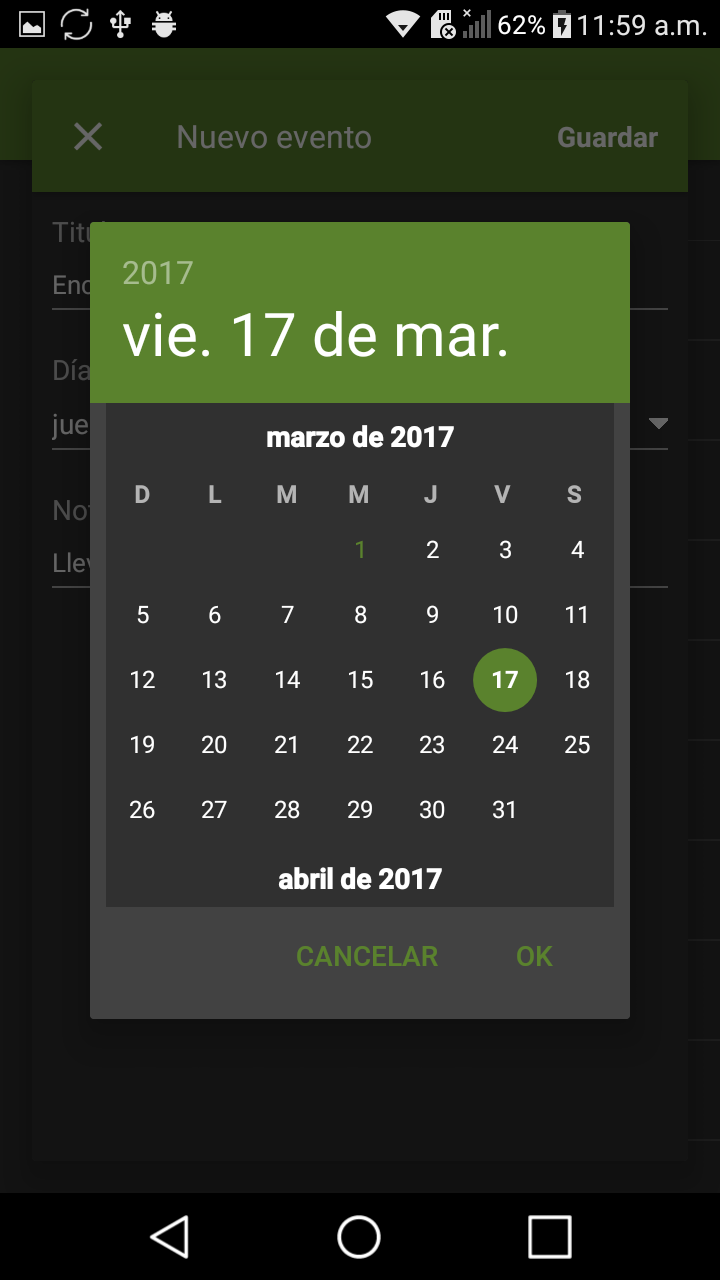 62% 11:59 a.m.
Nuevo evento Guardar
2017
vie. 17 de mar.
marzo de 2017
D L M M J V S
1 2 3 4
5 6 7 8 9 10 11
12 13 14 15 16 17 18
19 20 21 22 23 24 25
26 27 28 29 30 31
abril de 2017
CANCELAR OK